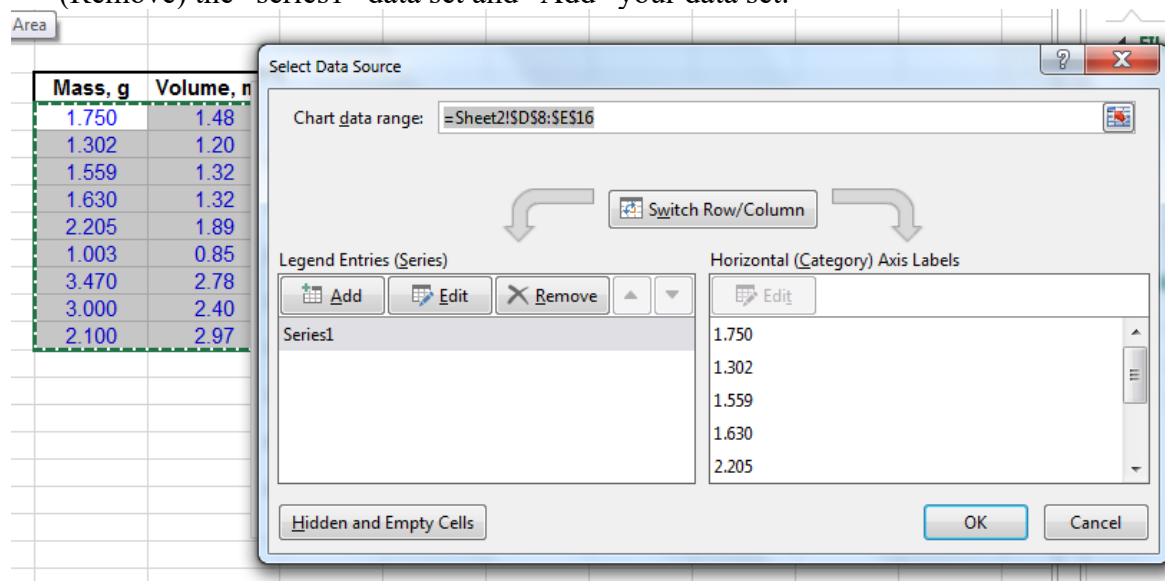 (Remove) the "series1" data set and "Add" your data set.
Area
Select Data Source
Mass, g Volume, m
1.750 1.48
1.302 1.20
1.559 1.32
1.630 1.32
2.205 1.89
1.003 0.85
3.470 2.78
3.000 2.40
2.100 2.97
Chart data range: =Sheet2!$D$8:$E$16
Switch Row/Column
Legend Entries (Series)
Add Edit Remove
Series1
Horizontal (Category) Axis Labels
Edit
1.750
1.302
1.559
1.630
2.205
Hidden and Empty Cells
OK Cancel